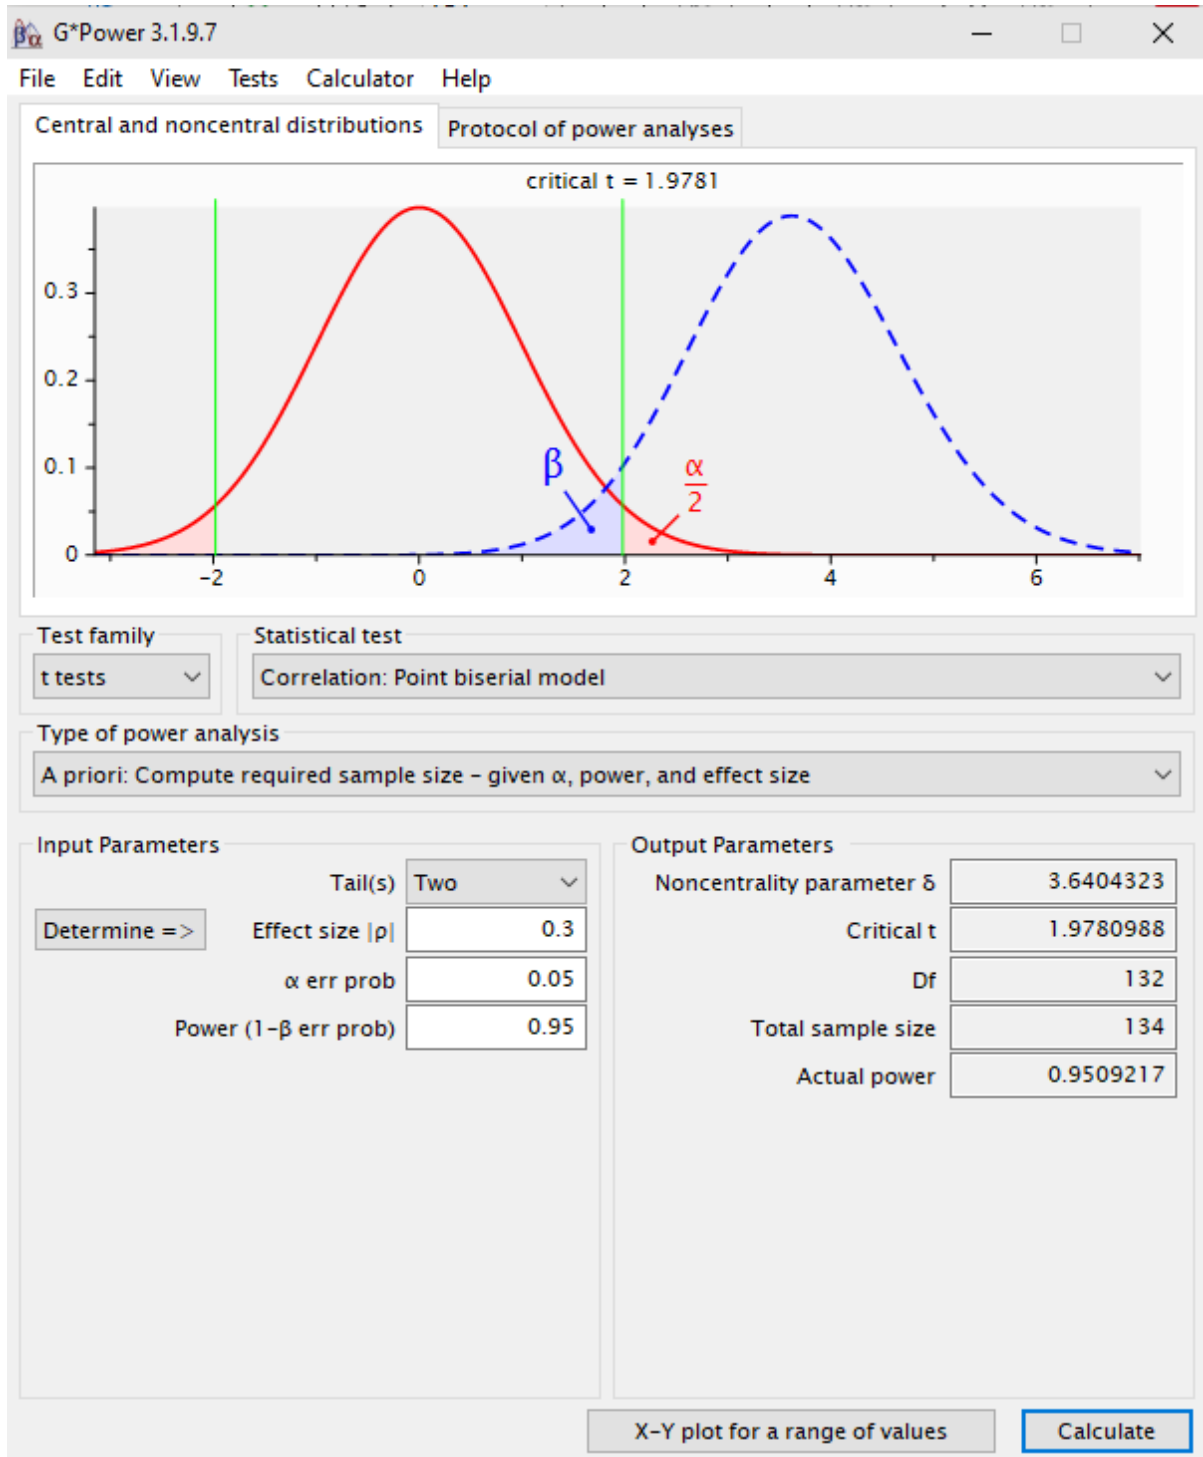 G*Power 3.1.9.7
File Edit View Tests Calculator Help
Central and noncentral distributions Protocol of power analyses
critical t = 1.9781
0.3
0.2
0.1
0
β
α
2
-2 0 2 4 6
Test family Statistical test
t tests Correlation: Point biserial model
Type of power analysis
A priori: Compute required sample size - given α, power, and effect size
Input Parameters
Tail(s) Two
Determine => Effect size |ρ| 0.3
α err prob 0.05
Power (1-β err prob) 0.95
Output Parameters
Noncentrality parameter δ 3.6404323
Critical t 1.9780988
Df 132
Total sample size 134
Actual power 0.9509217
X-Y plot for a range of values Calculate